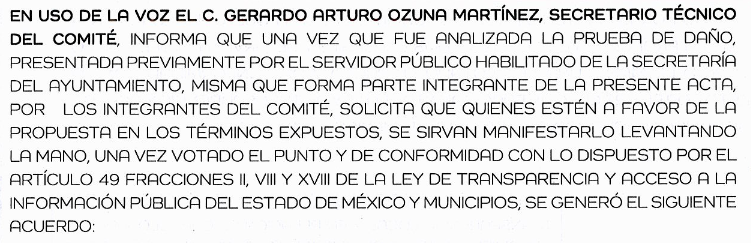 EN USO DE LA VOZ EL C. GERARDO ARTURO OZUNA MARTÍNEZ, SECRETARIO TÉCNICO
DEL COMITÉ, INFORMA QUE UNA VEZ QUE FUE ANALIZADA LA PRUEBA DE DAÑO,
PRESENTADA PREVIAMENTE POR EL SERVIDOR PÚBLICO HABILITADO DE LA SECRETARÍA
DEL AYUNTAMIENTO, MISMA QUE FORMA PARTE INTEGRANTE DE LA PRESENTE ACTA,
POR LOS INTEGRANTES DEL COMITÉ, SOLICITA QUE QUIENES ESTÉN A FAVOR DE LA
PROPUESTA EN LOS TÉRMINOS EXPUESTOS, SE SIRVAN MANIFESTARLO LEVANTANDO
LA MANO, UNA VEZ VOTADO EL PUNTO Y DE CONFORMIDAD CON LO DISPUESTO POR EL
ARTÍCULO 49 FRACCIONES II, VIII Y XVIII DE LA LEY DE TRANSPARENCIA Y ACCESO A LA
INFORMACIÓN PÚBLICA DEL ESTADO DE MÉXICO Y MUNICIPIOS, SE GENERÓ EL SIGUIENTE
ACUERDO: